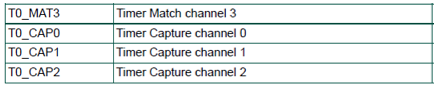 T0_MAT3 Timer Match channel 3
T0_CAP0 Timer Capture channel 0
T0_CAP1 Timer Capture channel 1
T0_CAP2 Timer Capture channel 2